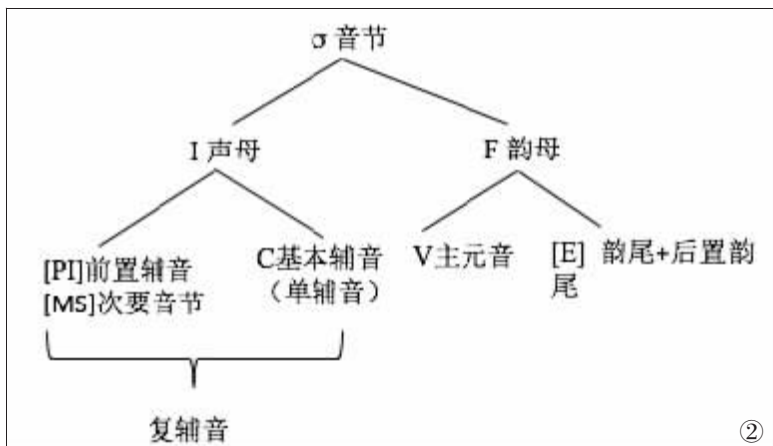 σ 音节
I 声母
F 韵母
[PI]前置辅音
[MS]次要音节
C基本辅音
（单辅音）
V主元音
[E] 韵尾+后置韵
尾
复辅音
②